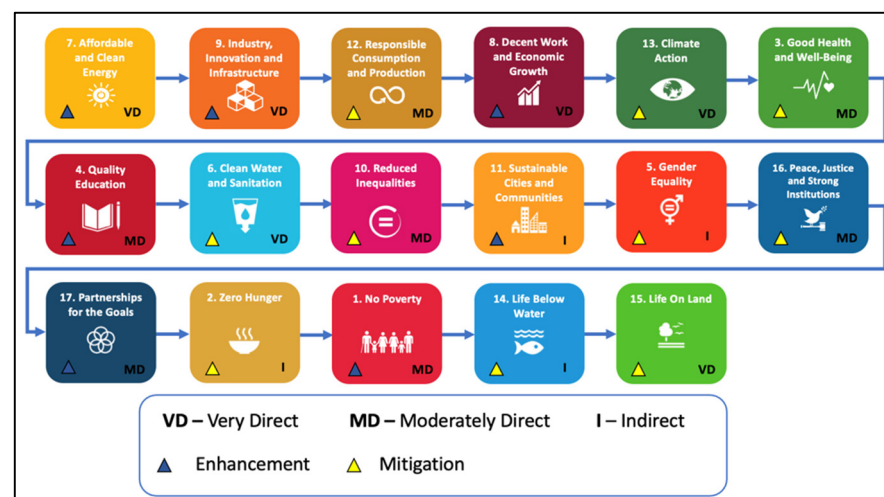 7. Affordable
and Clean
Energy
VD
9. Industry,
Innovation and
Infrastructure
VD
12. Responsible
Consumption
and Production
MD
8. Decent Work
and Economic
Growth
VD
13. Climate
Action
VD
3. Good Health
and Well-Being
MD
4. Quality
Education
MD
6. Clean Water
and Sanitation
VD
10. Reduced
Inequalities
MD
11. Sustainable
Cities and
Communities
I
5. Gender
Equality
I
16. Peace, Justice
and Strong
Institutions
MD
17. Partnerships
for the Goals
MD
2. Zero Hunger
I
1. No Poverty
MD
14. Life Below
Water
I
15. Life On Land
VD
VD – Very Direct
MD – Moderately Direct
I – Indirect
Enhancement
Mitigation